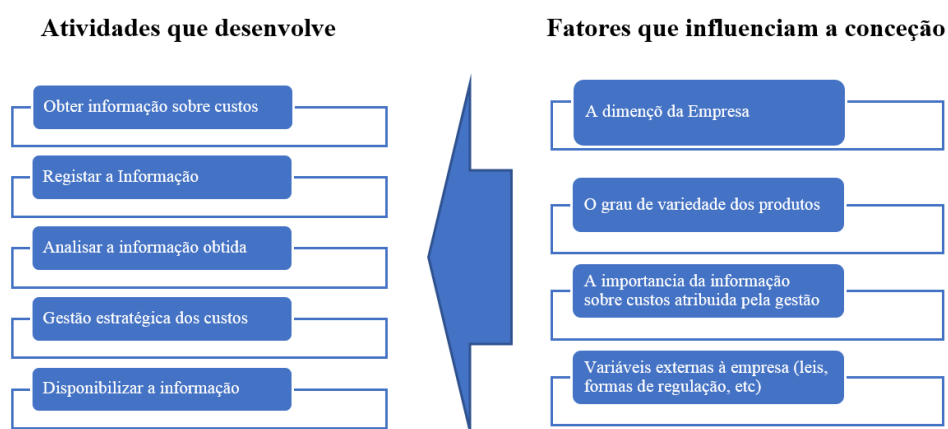 Atividades que desenvolve
Obter informação sobre custos
Registar a Informação
Analisar a informação obtida
Gestão estratégica dos custos
Disponibilizar a informação
Fatores que influenciam a conceção
A dimençõ da Empresa
O grau de variedade dos produtos
A importancia da informação
sobre custos atribuida pela gestão
Variáveis externas à empresa (leis,
formas de regulação, etc)